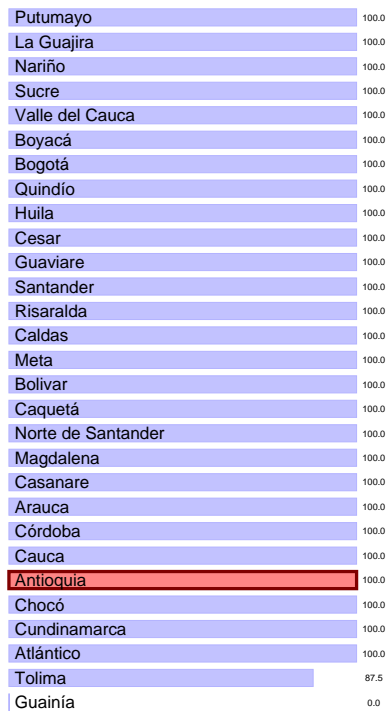 Putumayo 100.0
La Guajira 100.0
Nariño 100.0
Sucre 100.0
Valle del Cauca 100.0
Boyacá 100.0
Bogotá 100.0
Quindío 100.0
Huila 100.0
Cesar 100.0
Guaviare 100.0
Santander 100.0
Risaralda 100.0
Caldas 100.0
Meta 100.0
Bolivar 100.0
Caquetá 100.0
Norte de Santander 100.0
Magdalena 100.0
Casanare 100.0
Arauca 100.0
Córdoba 100.0
Cauca 100.0
Antioquia 100.0
Chocó 100.0
Cundinamarca 100.0
Atlántico 100.0
Tolima 87.5
Guainía 0.0